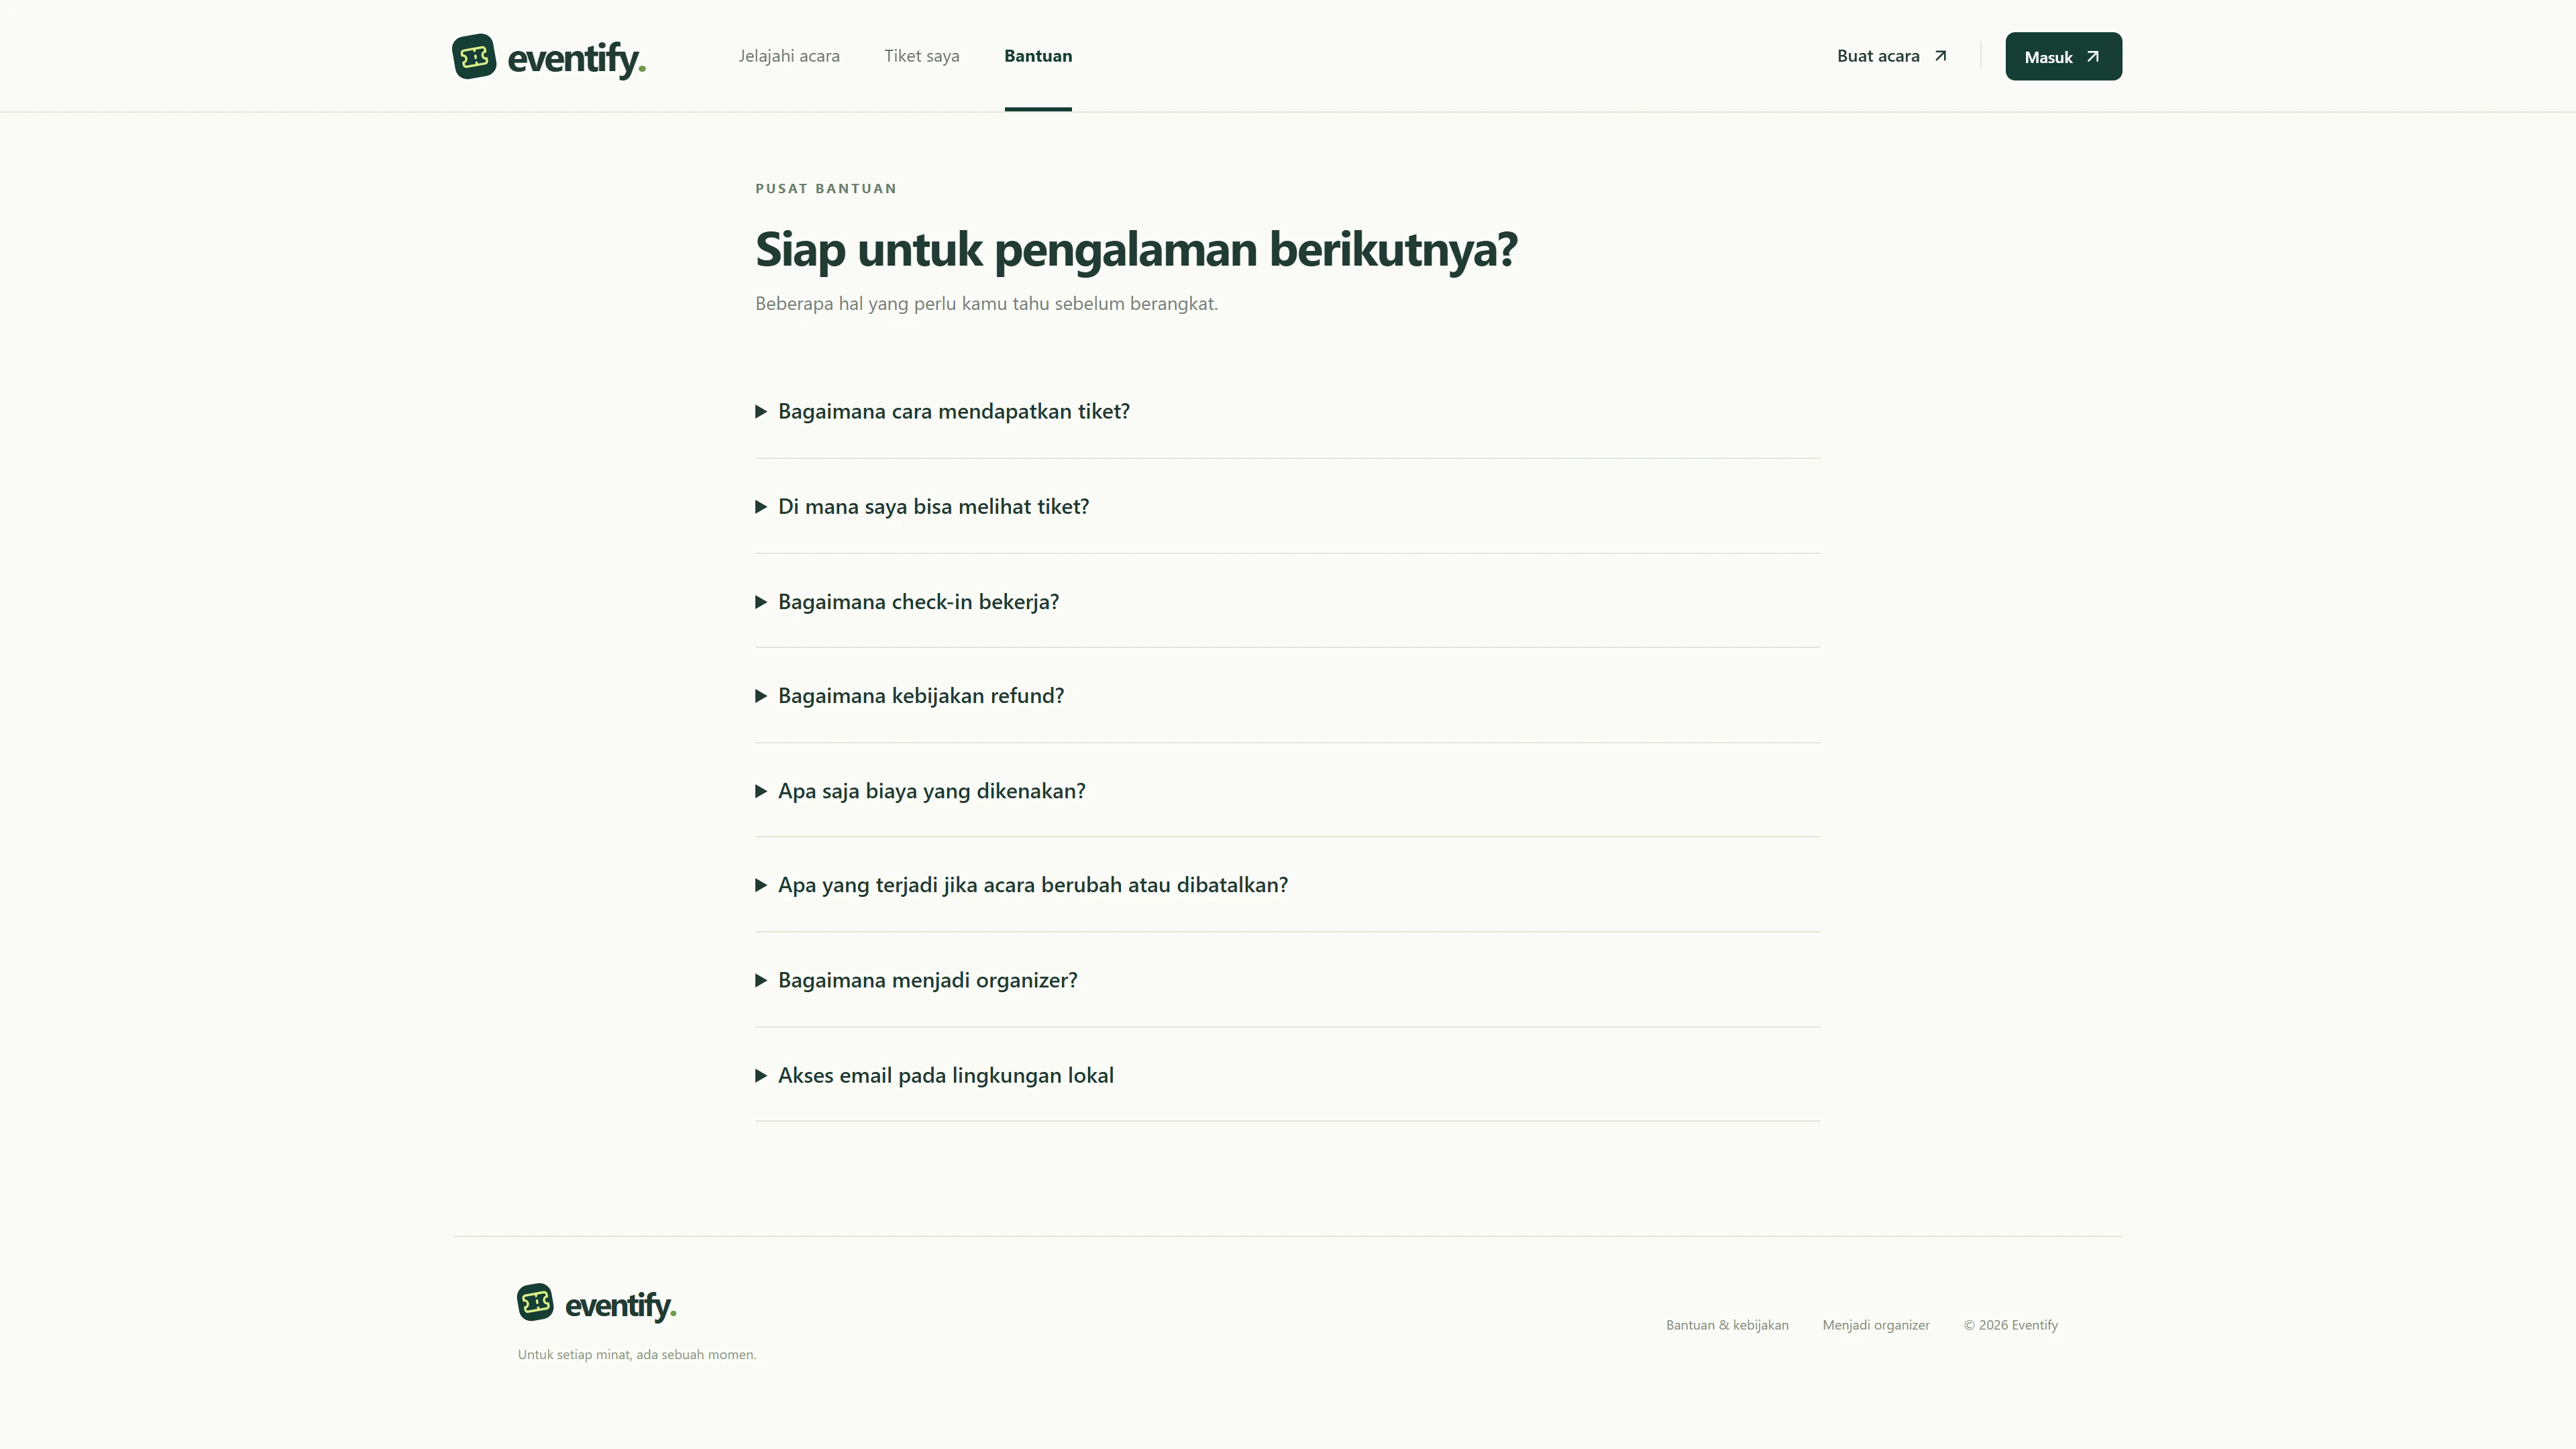 eventify.
Jelajahi acara
Tiket saya
Bantuan
Buat acara
Masuk
PUSAT BANTUAN
Siap untuk pengalaman berikutnya?
Beberapa hal yang perlu kamu tahu sebelum berangkat.
Bagaimana cara mendapatkan tiket?
Di mana saya bisa melihat tiket?
Bagaimana check-in bekerja?
Bagaimana kebijakan refund?
Apa saja biaya yang dikenakan?
Apa yang terjadi jika acara berubah atau dibatalkan?
Bagaimana menjadi organizer?
Akses email pada lingkungan lokal
eventify.
Untuk setiap minat, ada sebuah momen.
Bantuan & kebijakan
Menjadi organizer
© 2026 Eventify